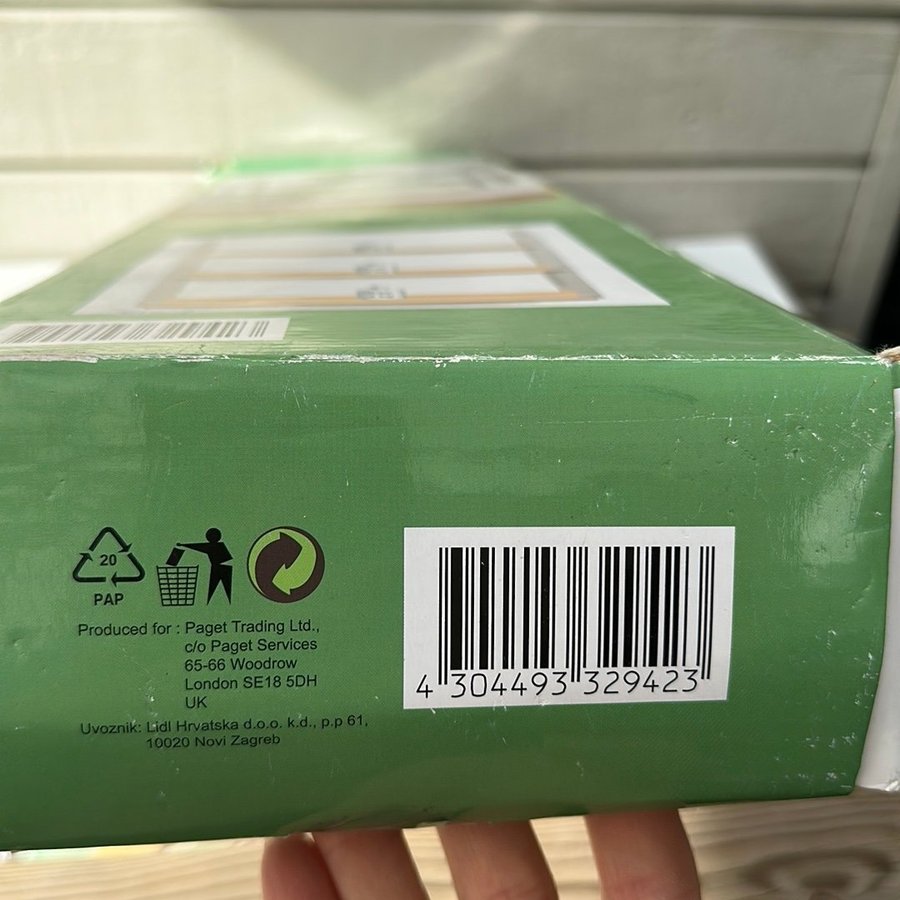 20
PAP
Produced for : Paget Trading Ltd.,
c/o Paget Services
65-66 Woodrow
London SE18 5DH
UK
Uvoznik: Lidl Hrvatska d.o.o. k.d., p.p 61,
10020 Novi Zagreb
4 304493 329423